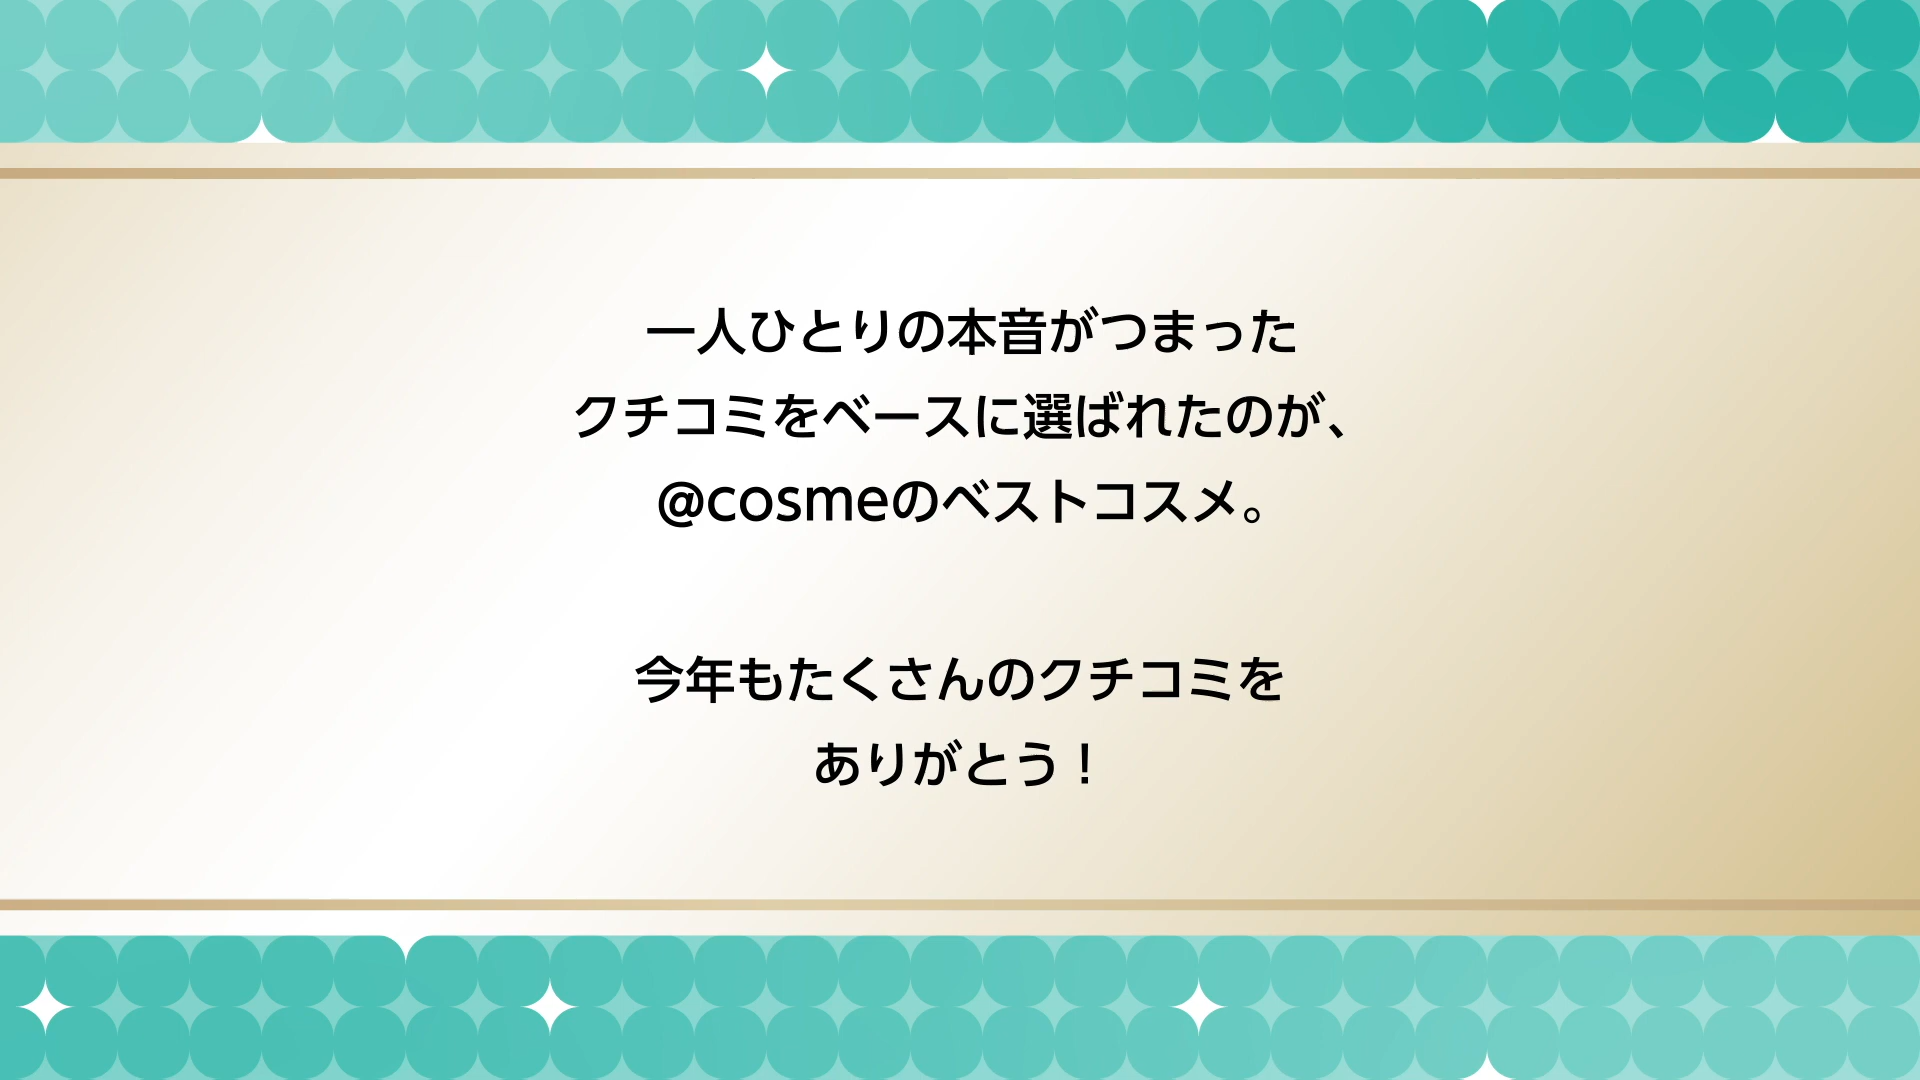 一人ひとりの本音がつまった
クチコミをベースに選ばれたのが、
@cosmeのベストコスメ。
今年もたくさんのクチコミを
ありがとう！